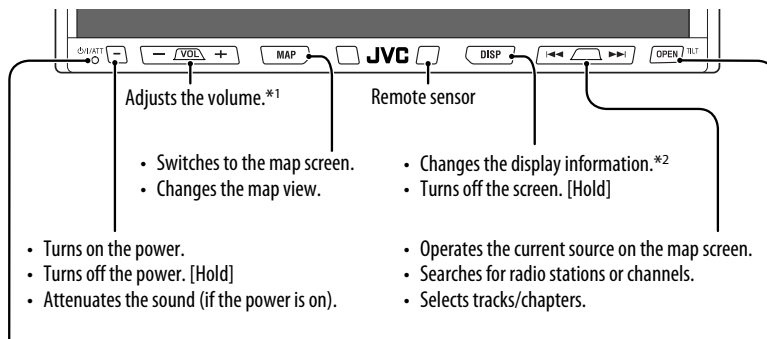 ⏻/I/ATT − − VOL + MAP JVC DISP |◀◀ ▶▶| OPEN TILT
Adjusts the volume.*1 Remote sensor
• Switches to the map screen.
• Changes the map view.
• Changes the display information.*2
• Turns off the screen. [Hold]
• Turns on the power.
• Turns off the power. [Hold]
• Attenuates the sound (if the power is on).
• Operates the current source on the map screen.
• Searches for radio stations or channels.
• Selects tracks/chapters.